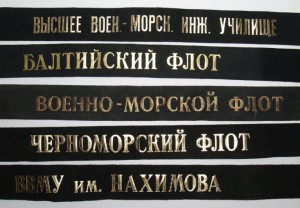 ВЫСШЕЕ ВОЕН.-МОРСК. ИНЖ. УЧИЛИЩЕ
БАЛТИЙСКИЙ ФЛОТ
ВОЕННО-МОРСКОЙ ФЛОТ
ЧЕРНОМОРСКИЙ ФЛОТ
ВВМУ им. НАХИМОВА